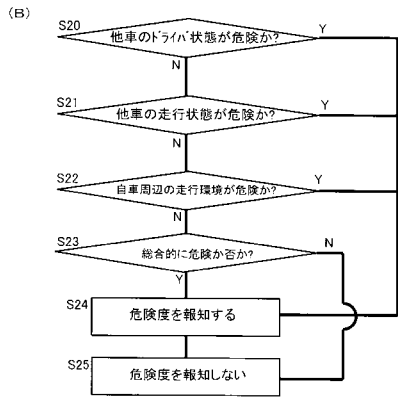 (B)
S20
他車のドライバ状態が危険か?
Y
N
S21
他車の走行状態が危険か?
Y
N
S22
自車周辺の走行環境が危険か?
Y
N
S23
総合的に危険か否か?
N
Y
S24
危険度を報知する
S25
危険度を報知しない